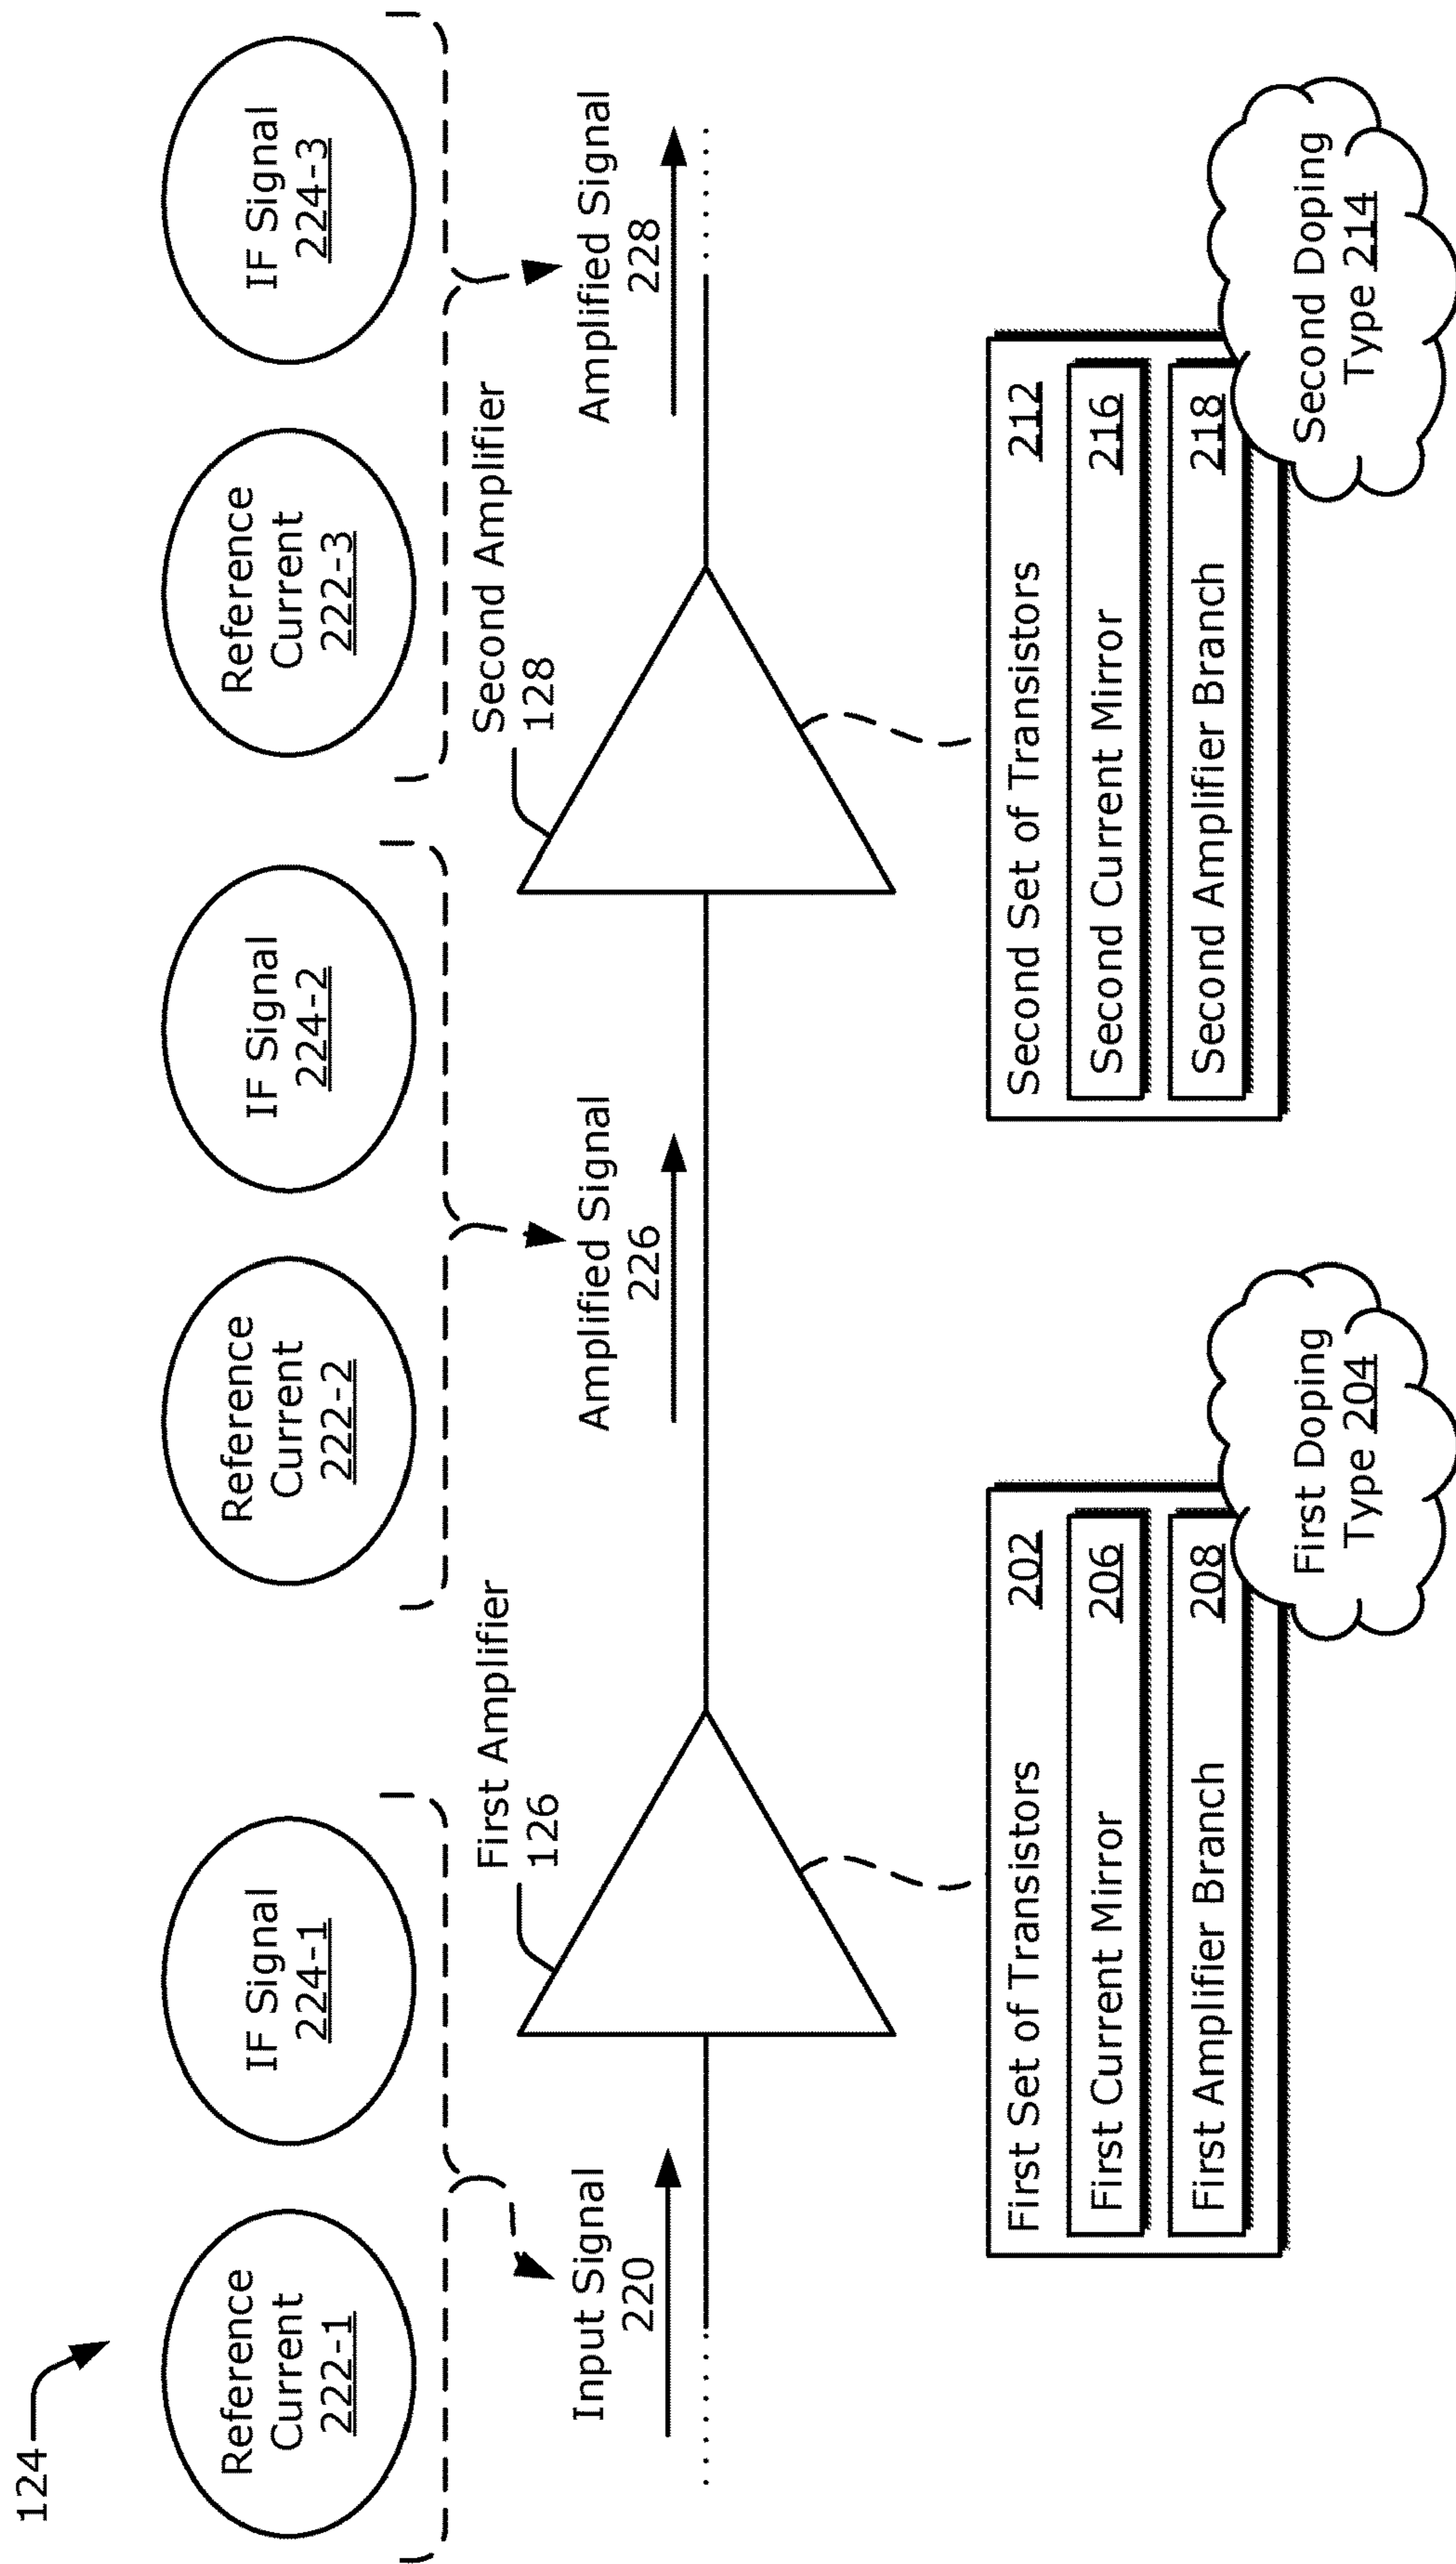 124
Reference
Current
222-1
IF Signal
224-1
Reference
Current
222-2
IF Signal
224-2
Reference
Current
222-3
IF Signal
224-3
Input Signal
220
First Amplifier
126
Amplified Signal
226
Second Amplifier
128
Amplified Signal
228
First Set of Transistors 202
First Current Mirror 206
First Amplifier Branch 208
First Doping
Type 204
Second Set of Transistors 212
Second Current Mirror 216
Second Amplifier Branch 218
Second Doping
Type 214